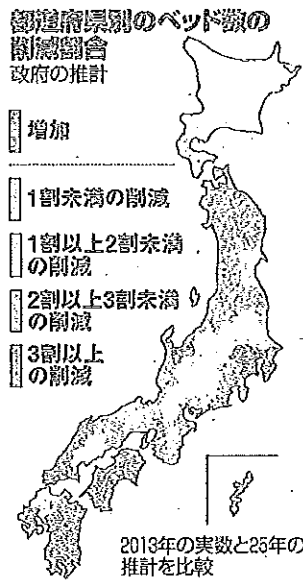 都道府県別のベッド数の
削減割合
政府の推計
増加
1割未満の削減
1割以上2割未満
の削減
2割以上3割未満
の削減
3割以上
の削減
2013年の実数と25年の
推計を比較